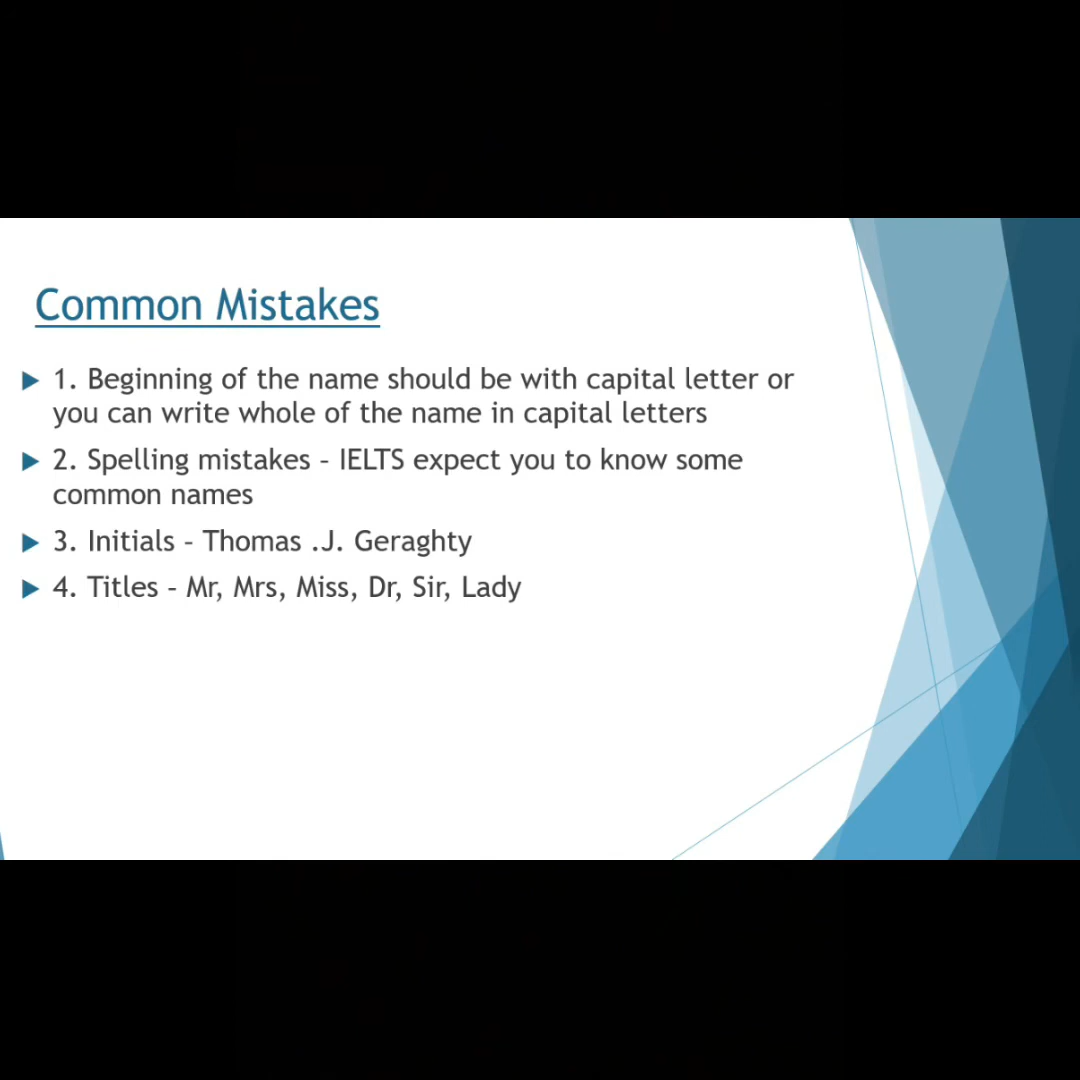 Common Mistakes
1. Beginning of the name should be with capital letter or
you can write whole of the name in capital letters
2. Spelling mistakes – IELTS expect you to know some
common names
3. Initials – Thomas .J. Geraghty
4. Titles – Mr, Mrs, Miss, Dr, Sir, Lady